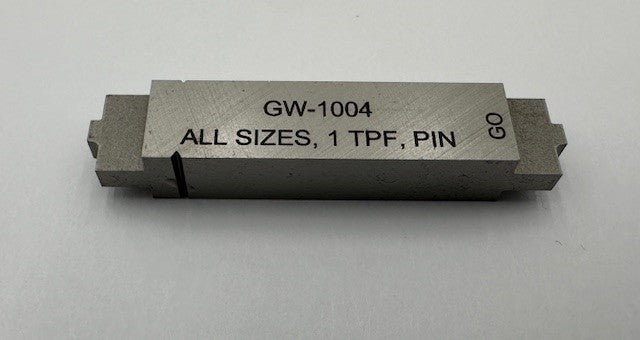 GW-1004
ALL SIZES, 1 TPF, PIN
GO